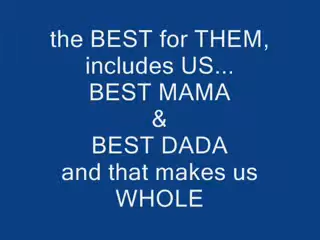 the BEST for THEM,
includes US...
BEST MAMA
&
BEST DADA
and that makes us
WHOLE